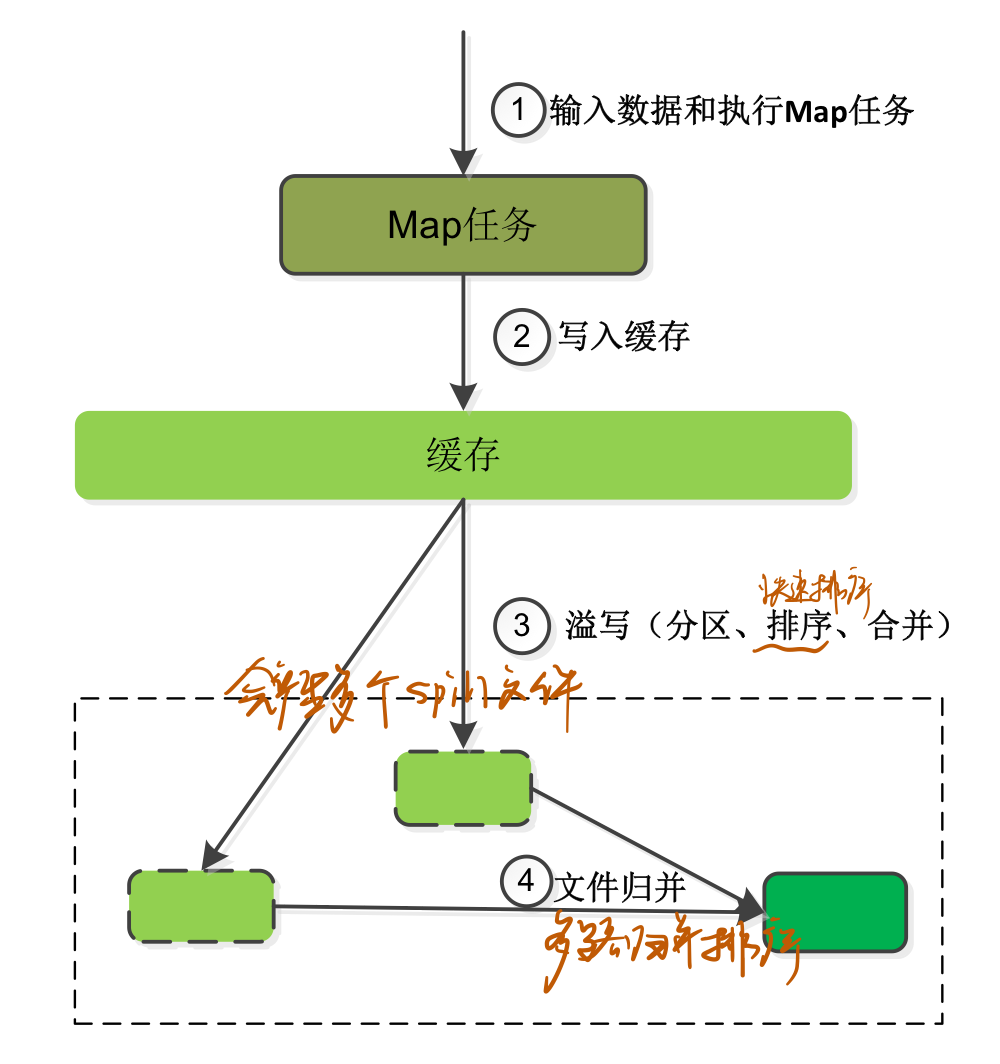 1 输入数据和执行Map任务
Map任务
2 写入缓存
缓存
快速排序
3 溢写（分区、排序、合并）
会产生多个spill文件
4 文件归并
多路归并排序